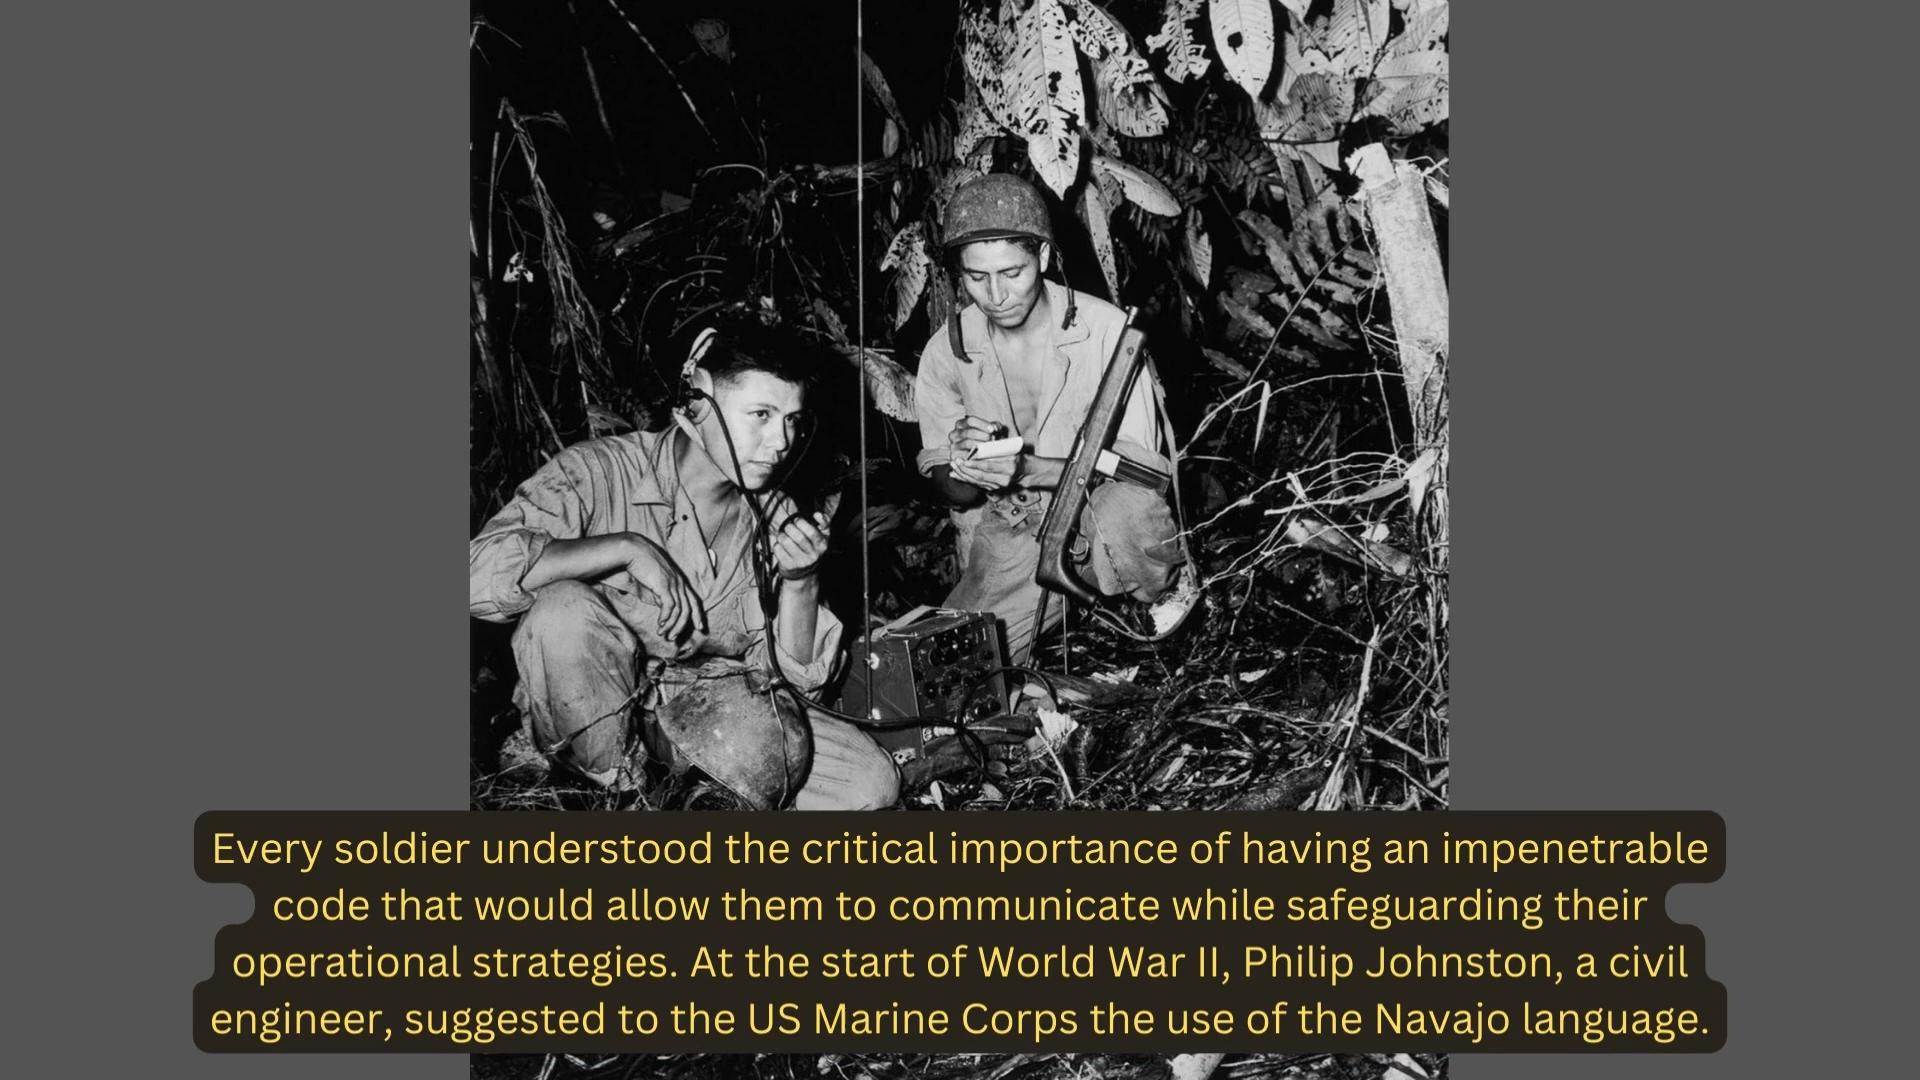 Every soldier understood the critical importance of having an impenetrable
code that would allow them to communicate while safeguarding their
operational strategies. At the start of World War II, Philip Johnston, a civil
engineer, suggested to the US Marine Corps the use of the Navajo language.